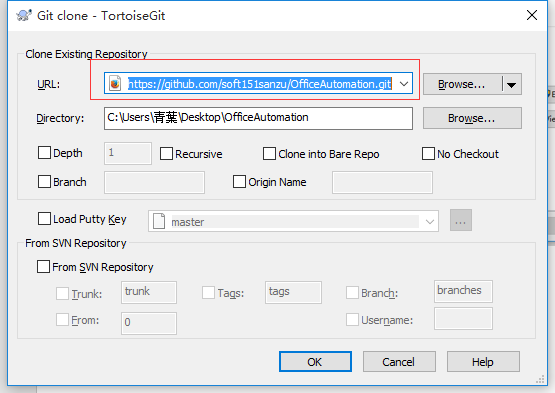 Git clone - TortoiseGit
Clone Existing Repository
URL: https://github.com/soft151sanzu/OfficeAutomation.git Browse...
Directory: C:\Users\青葉\Desktop\OfficeAutomation Browse...
Depth 1 Recursive Clone into Bare Repo No Checkout
Branch Origin Name
Load Putty Key master ...
From SVN Repository
From SVN Repository
Trunk: trunk Tags: tags Branch: branches
From: 0 Username:
OK Cancel Help